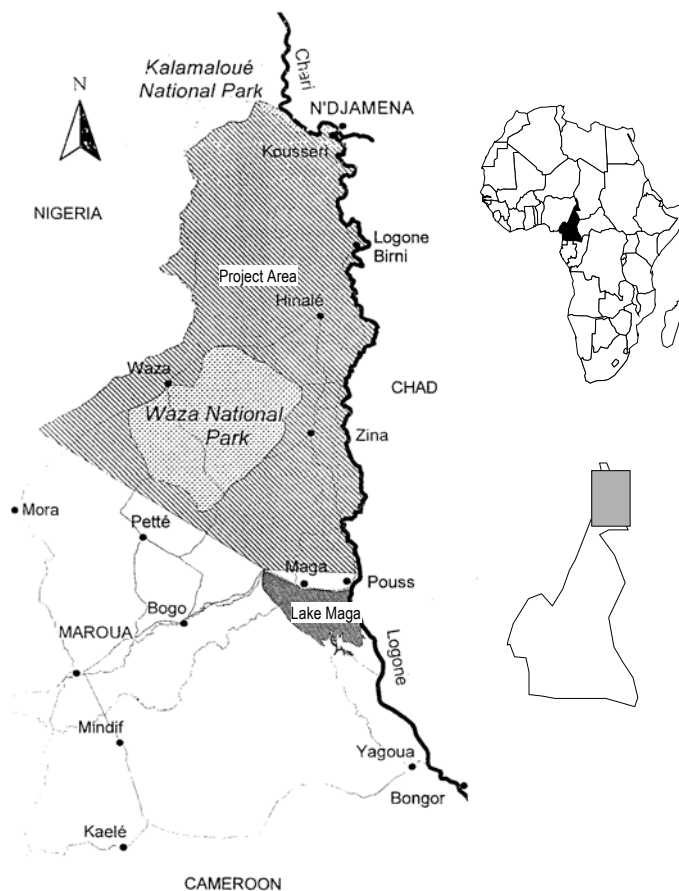 Chari
Kalamaloué
National Park
N
N'DJAMENA
Kousseri
NIGERIA
Logone
Birni
Project Area
Hinalé
Waza
CHAD
Waza National
Park
Zina
Mora
Petté
Maga
Pouss
Bogo
Lake Maga
MAROUA
Logone
Mindif
Yagoua
Bongor
Kaelé
CAMEROON